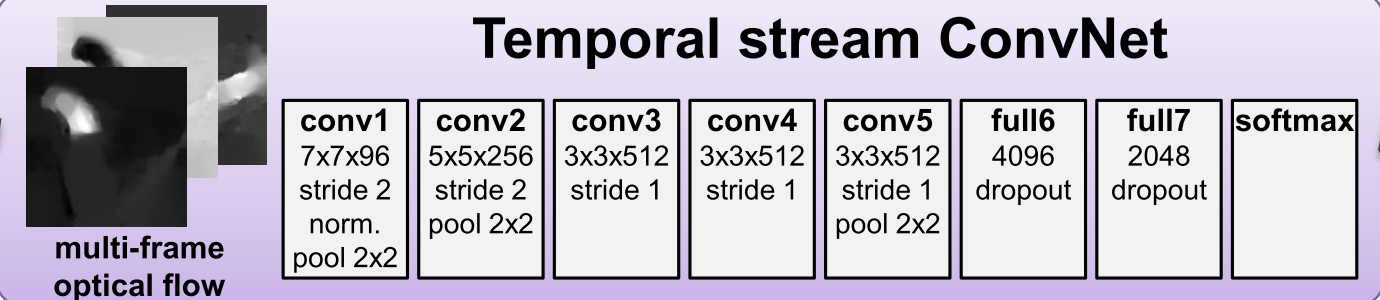 Temporal stream ConvNet
multi-frame
optical flow
conv1
7x7x96
stride 2
norm.
pool 2x2
conv2
5x5x256
stride 2
pool 2x2
conv3
3x3x512
stride 1
conv4
3x3x512
stride 1
conv5
3x3x512
stride 1
pool 2x2
full6
4096
dropout
full7
2048
dropout
softmax